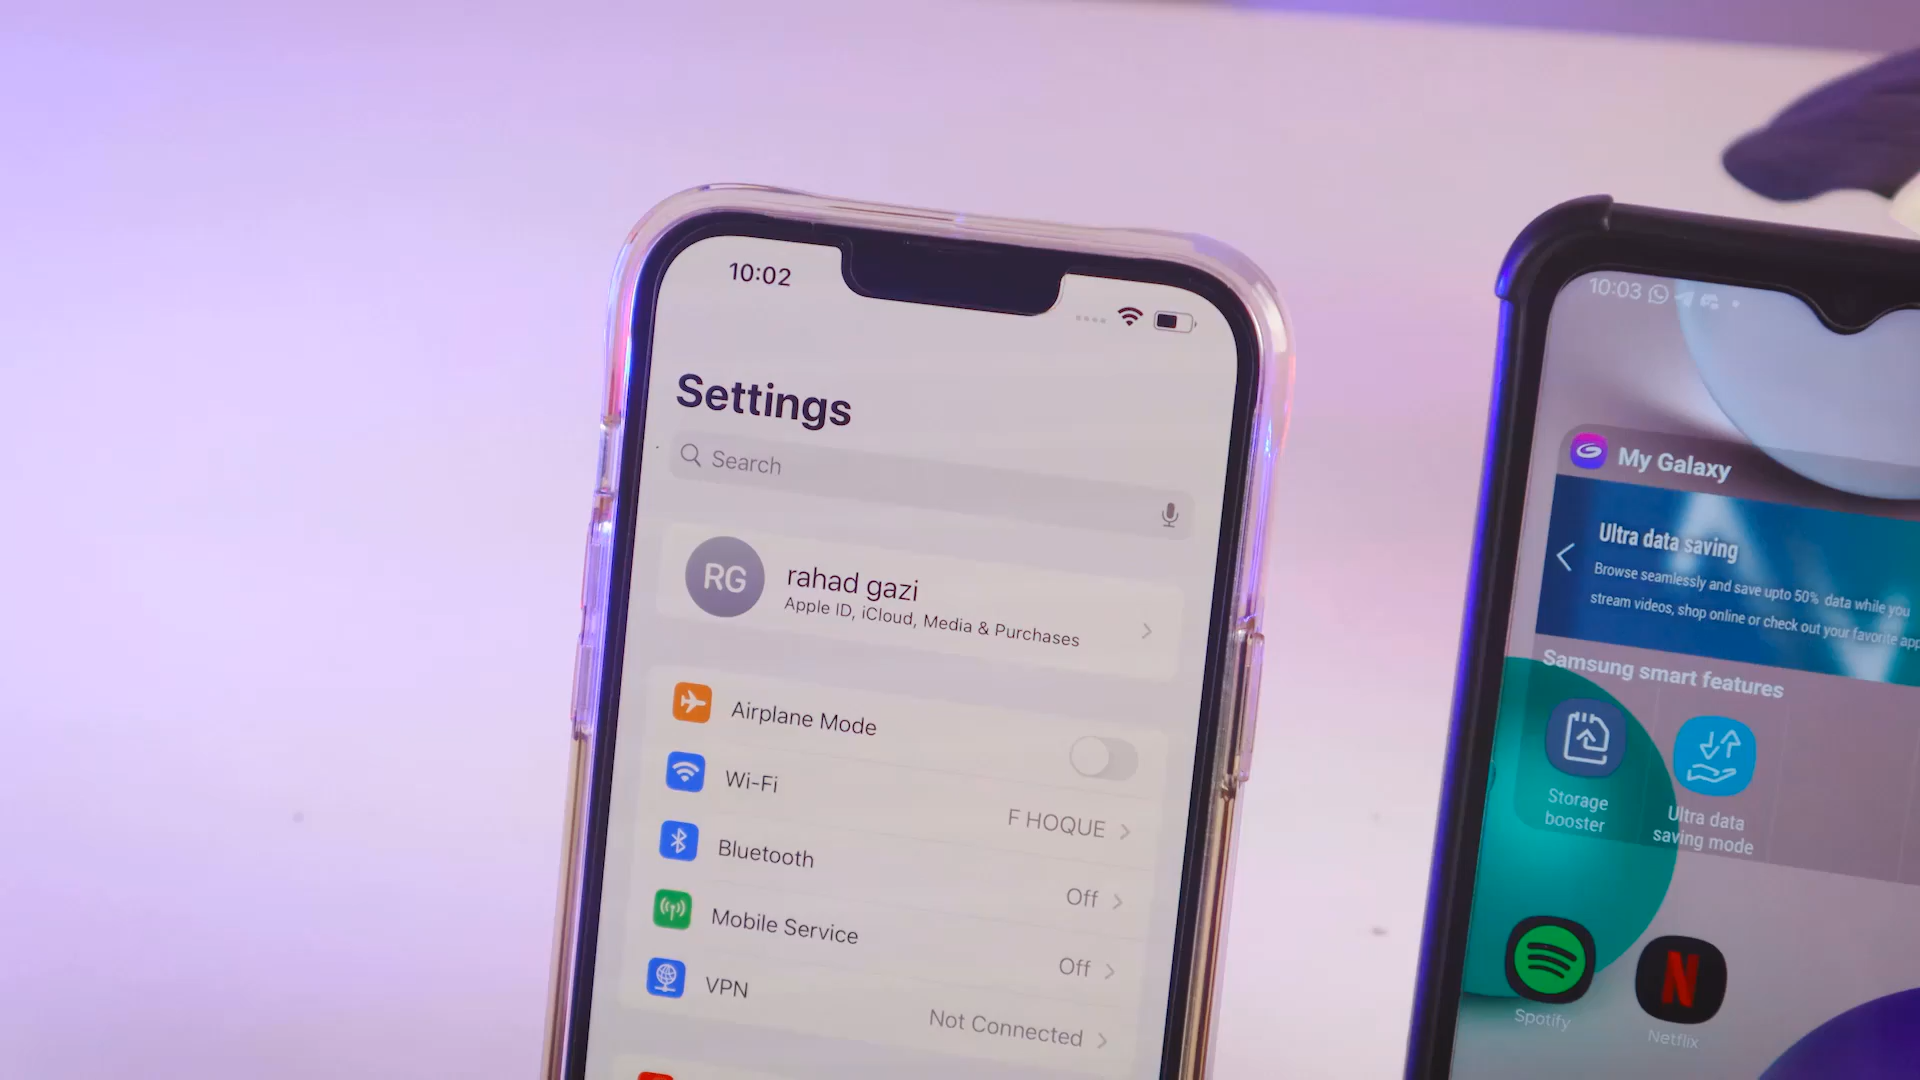 10:02
Settings
Search
RG
rahad gazi
Apple ID, iCloud, Media & Purchases
Airplane Mode
Wi-Fi
F HOQUE
Bluetooth
Off
Mobile Service
Off
VPN
Not Connected
10:03
My Galaxy
Ultra data saving
Browse seamlessly and save upto 50% data while you
stream videos, shop online or check out your favorite app
Samsung smart features
Storage
booster
Ultra data
saving mode
Spotify
N
Netflix